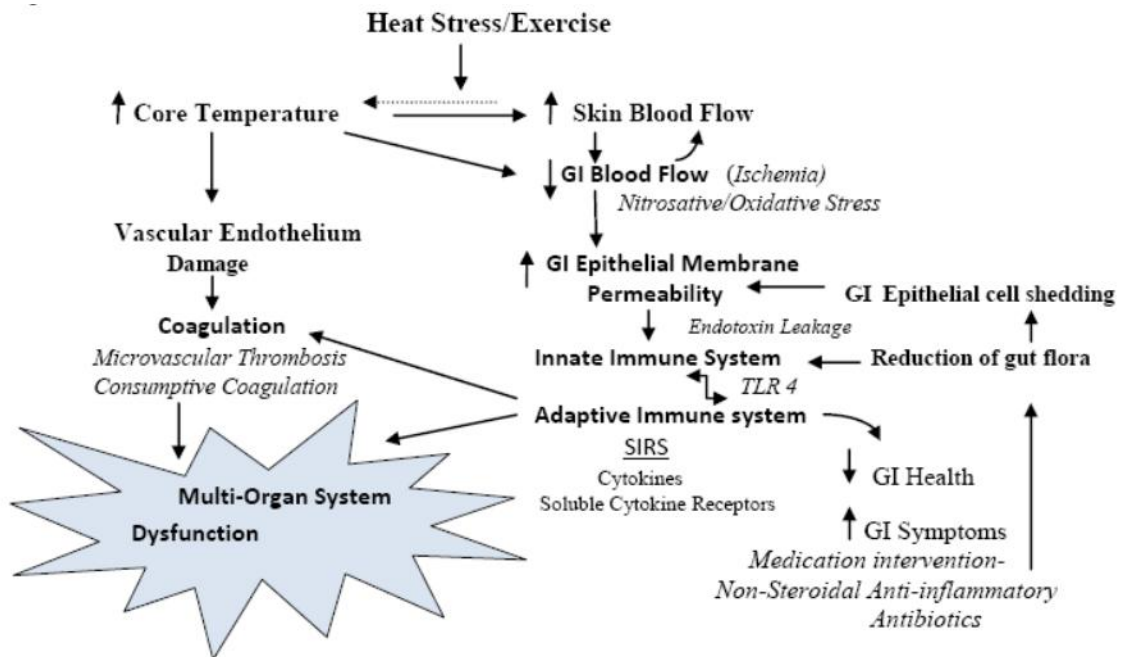 Heat Stress/Exercise
Core Temperature
Skin Blood Flow
GI Blood Flow (Ischemia)
Nitrosative/Oxidative Stress
Vascular Endothelium
Damage
GI Epithelial Membrane
Permeability
GI Epithelial cell shedding
Coagulation
Endotoxin Leakage
Microvascular Thrombosis
Consumptive Coagulation
Innate Immune System
Reduction of gut flora
TLR 4
Adaptive Immune system
SIRS
Cytokines
Soluble Cytokine Receptors
GI Health
GI Symptoms
Medication intervention-
Non-Steroidal Anti-inflammatory
Antibiotics
Multi-Organ System
Dysfunction